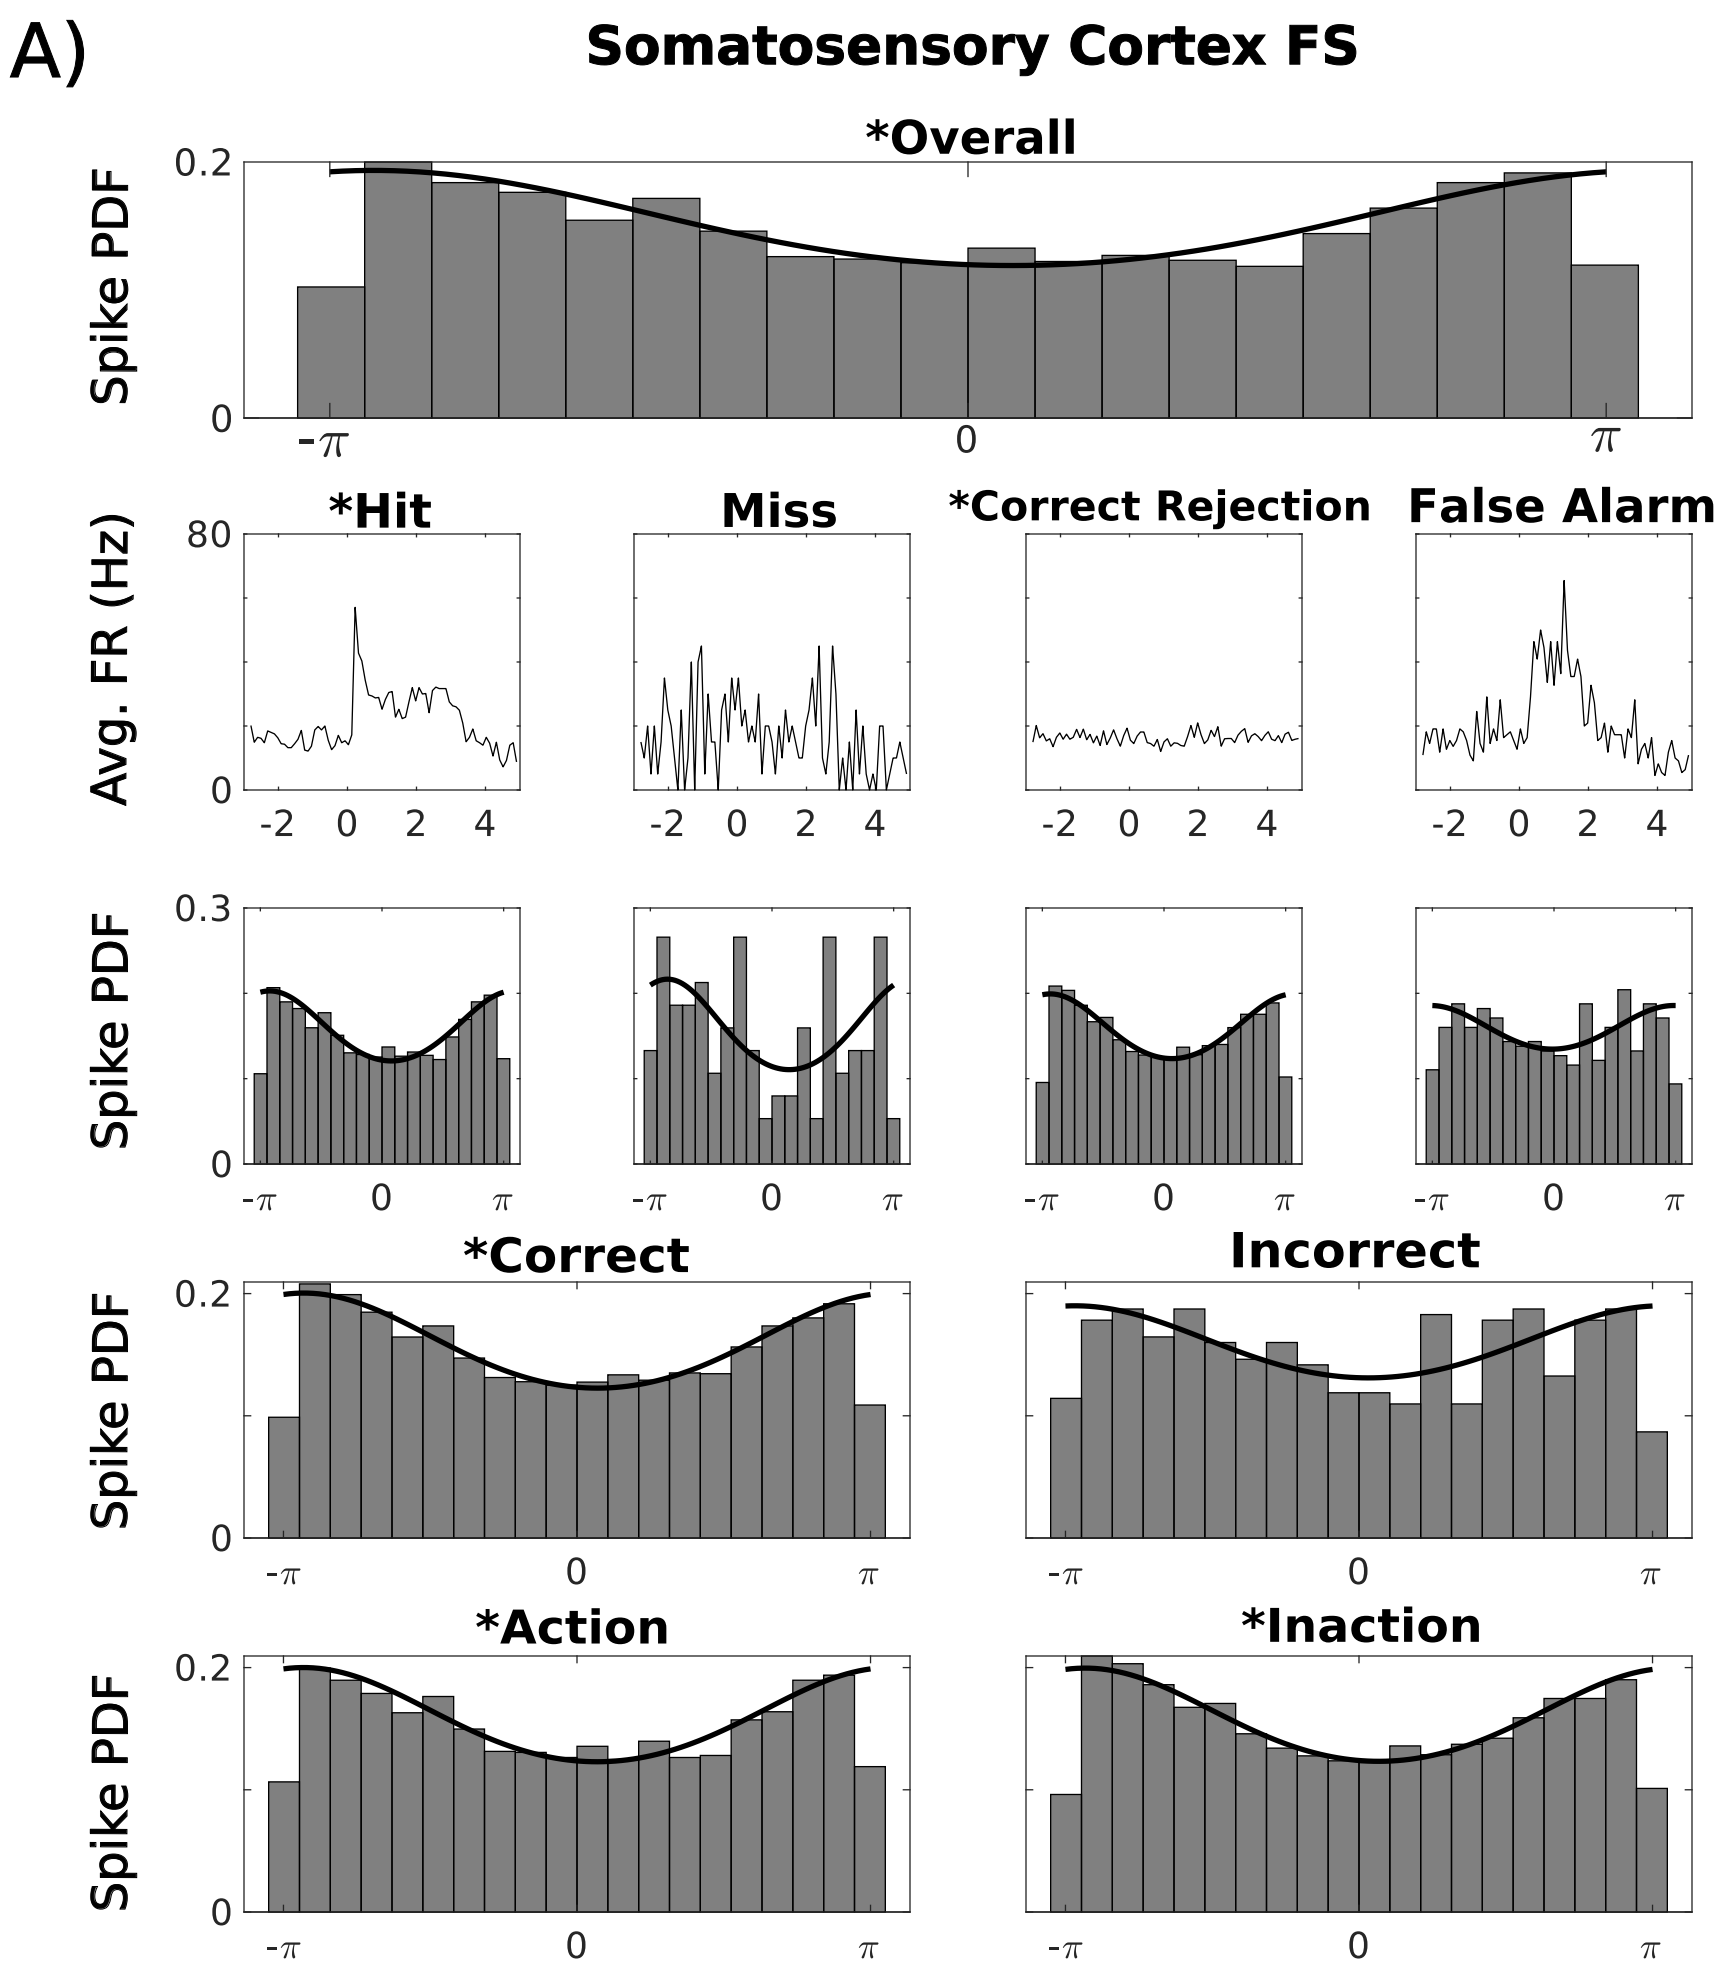 A)
Somatosensory Cortex FS
*Overall
Spike PDF
0.2
0
-π 0 π
*Hit Miss *Correct Rejection False Alarm
Avg. FR (Hz)
80
0
-2 0 2 4 -2 0 2 4 -2 0 2 4 -2 0 2 4
Spike PDF
0.3
0
-π 0 π -π 0 π -π 0 π -π 0 π
*Correct Incorrect
Spike PDF
0.2
0
-π 0 π -π 0 π
*Action *Inaction
Spike PDF
0.2
0
-π 0 π -π 0 π